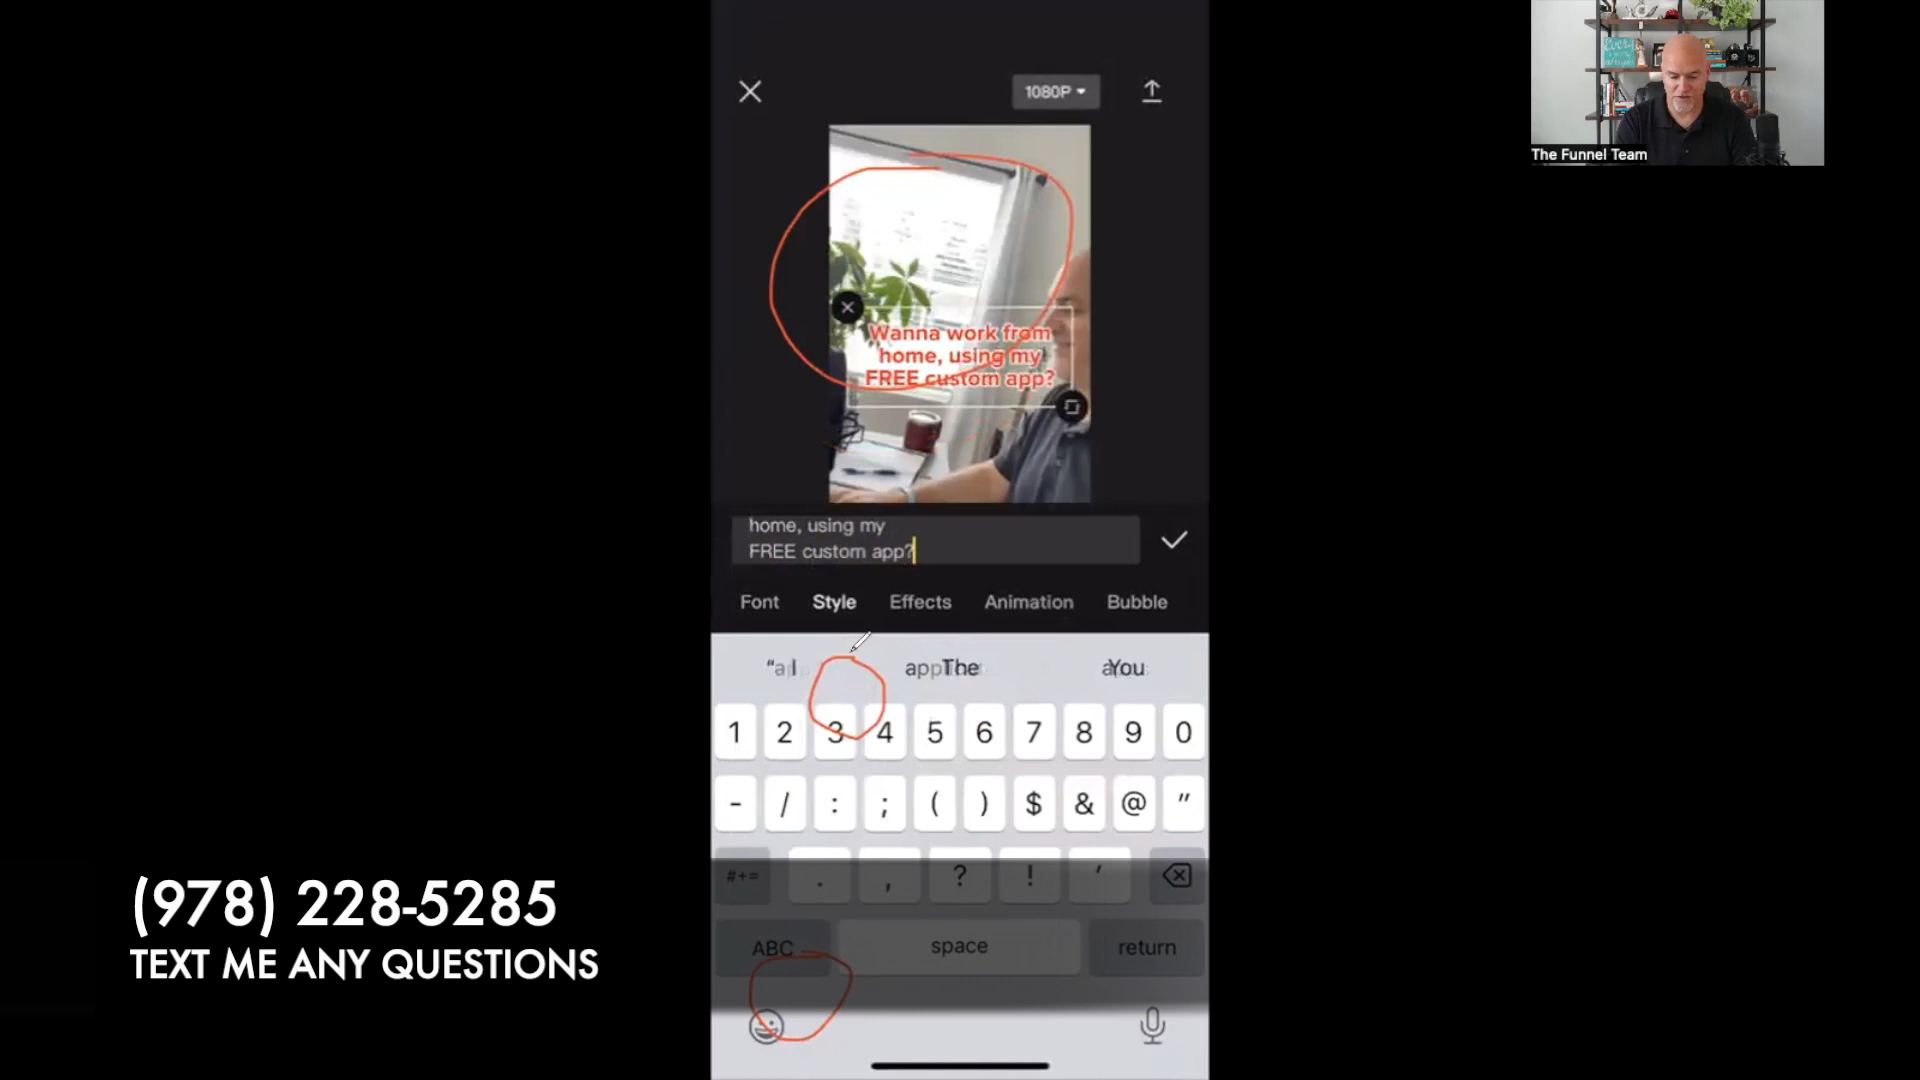 1080P
The Funnel Team
Wanna work from
home, using my
FREE custom app?
home, using my
FREE custom app?
Font Style Effects Animation Bubble
The You
1 2 3 4 5 6 7 8 9 0
- / : ; ( ) $ & @ "
#+= . , ? ! '
ABC space return
(978) 228-5285
TEXT ME ANY QUESTIONS